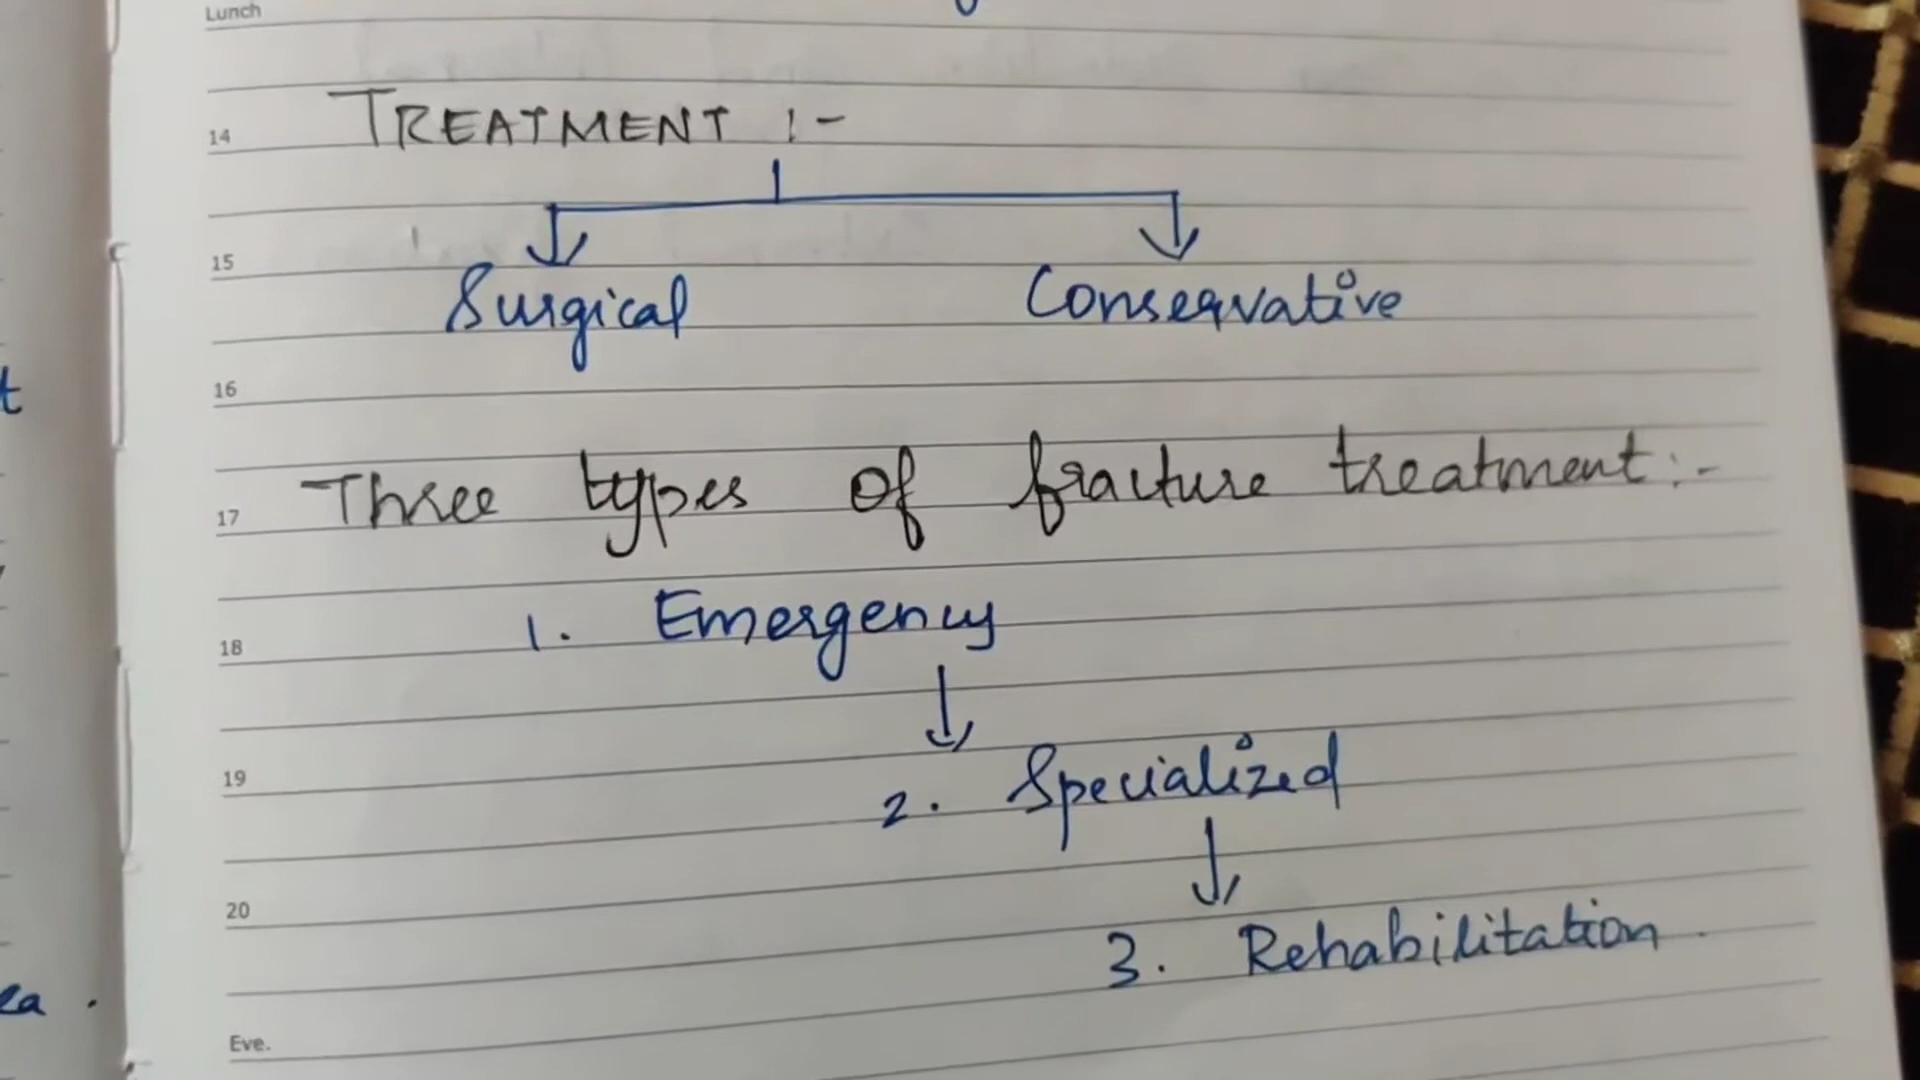 Lunch
14 TREATMENT :-
15
Surgical Conservative
16
17 Three types of fracture treatment :-
18 1. Emergency
19 2. Specialized
20
3. Rehabilitation.
Eve.